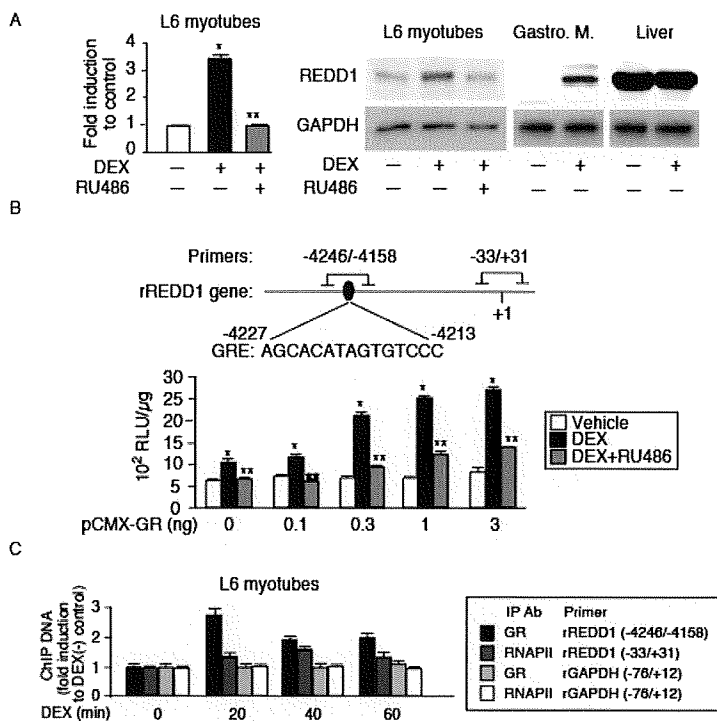 A
L6 myotubes
Fold induction
to control
4
3
2
1
0
*
**
DEX – + +
RU486 +
L6 myotubes Gastro. M. Liver
REDD1
GAPDH
DEX – + + – + – +
RU486 +
B
Primers: -4246/-4158 -33/+31
rREDD1 gene:
+1
-4227 -4213
GRE: AGCACATAGTGTCCC
10² RLU/µg
30
25
20
15
10
5
0
* ** * ** * ** * ** * **
pCMX-GR (ng) 0 0.1 0.3 1 3
Vehicle
DEX
DEX+RU486
C
L6 myotubes
ChIP DNA
(fold induction
to DEX(-) control)
3
2
1
0
DEX (min) 0 20 40 60
IP Ab Primer
GR rREDD1 (-4246/-4158)
RNAPII rREDD1 (-33/+31)
GR rGAPDH (-76/+12)
RNAPII rGAPDH (-76/+12)